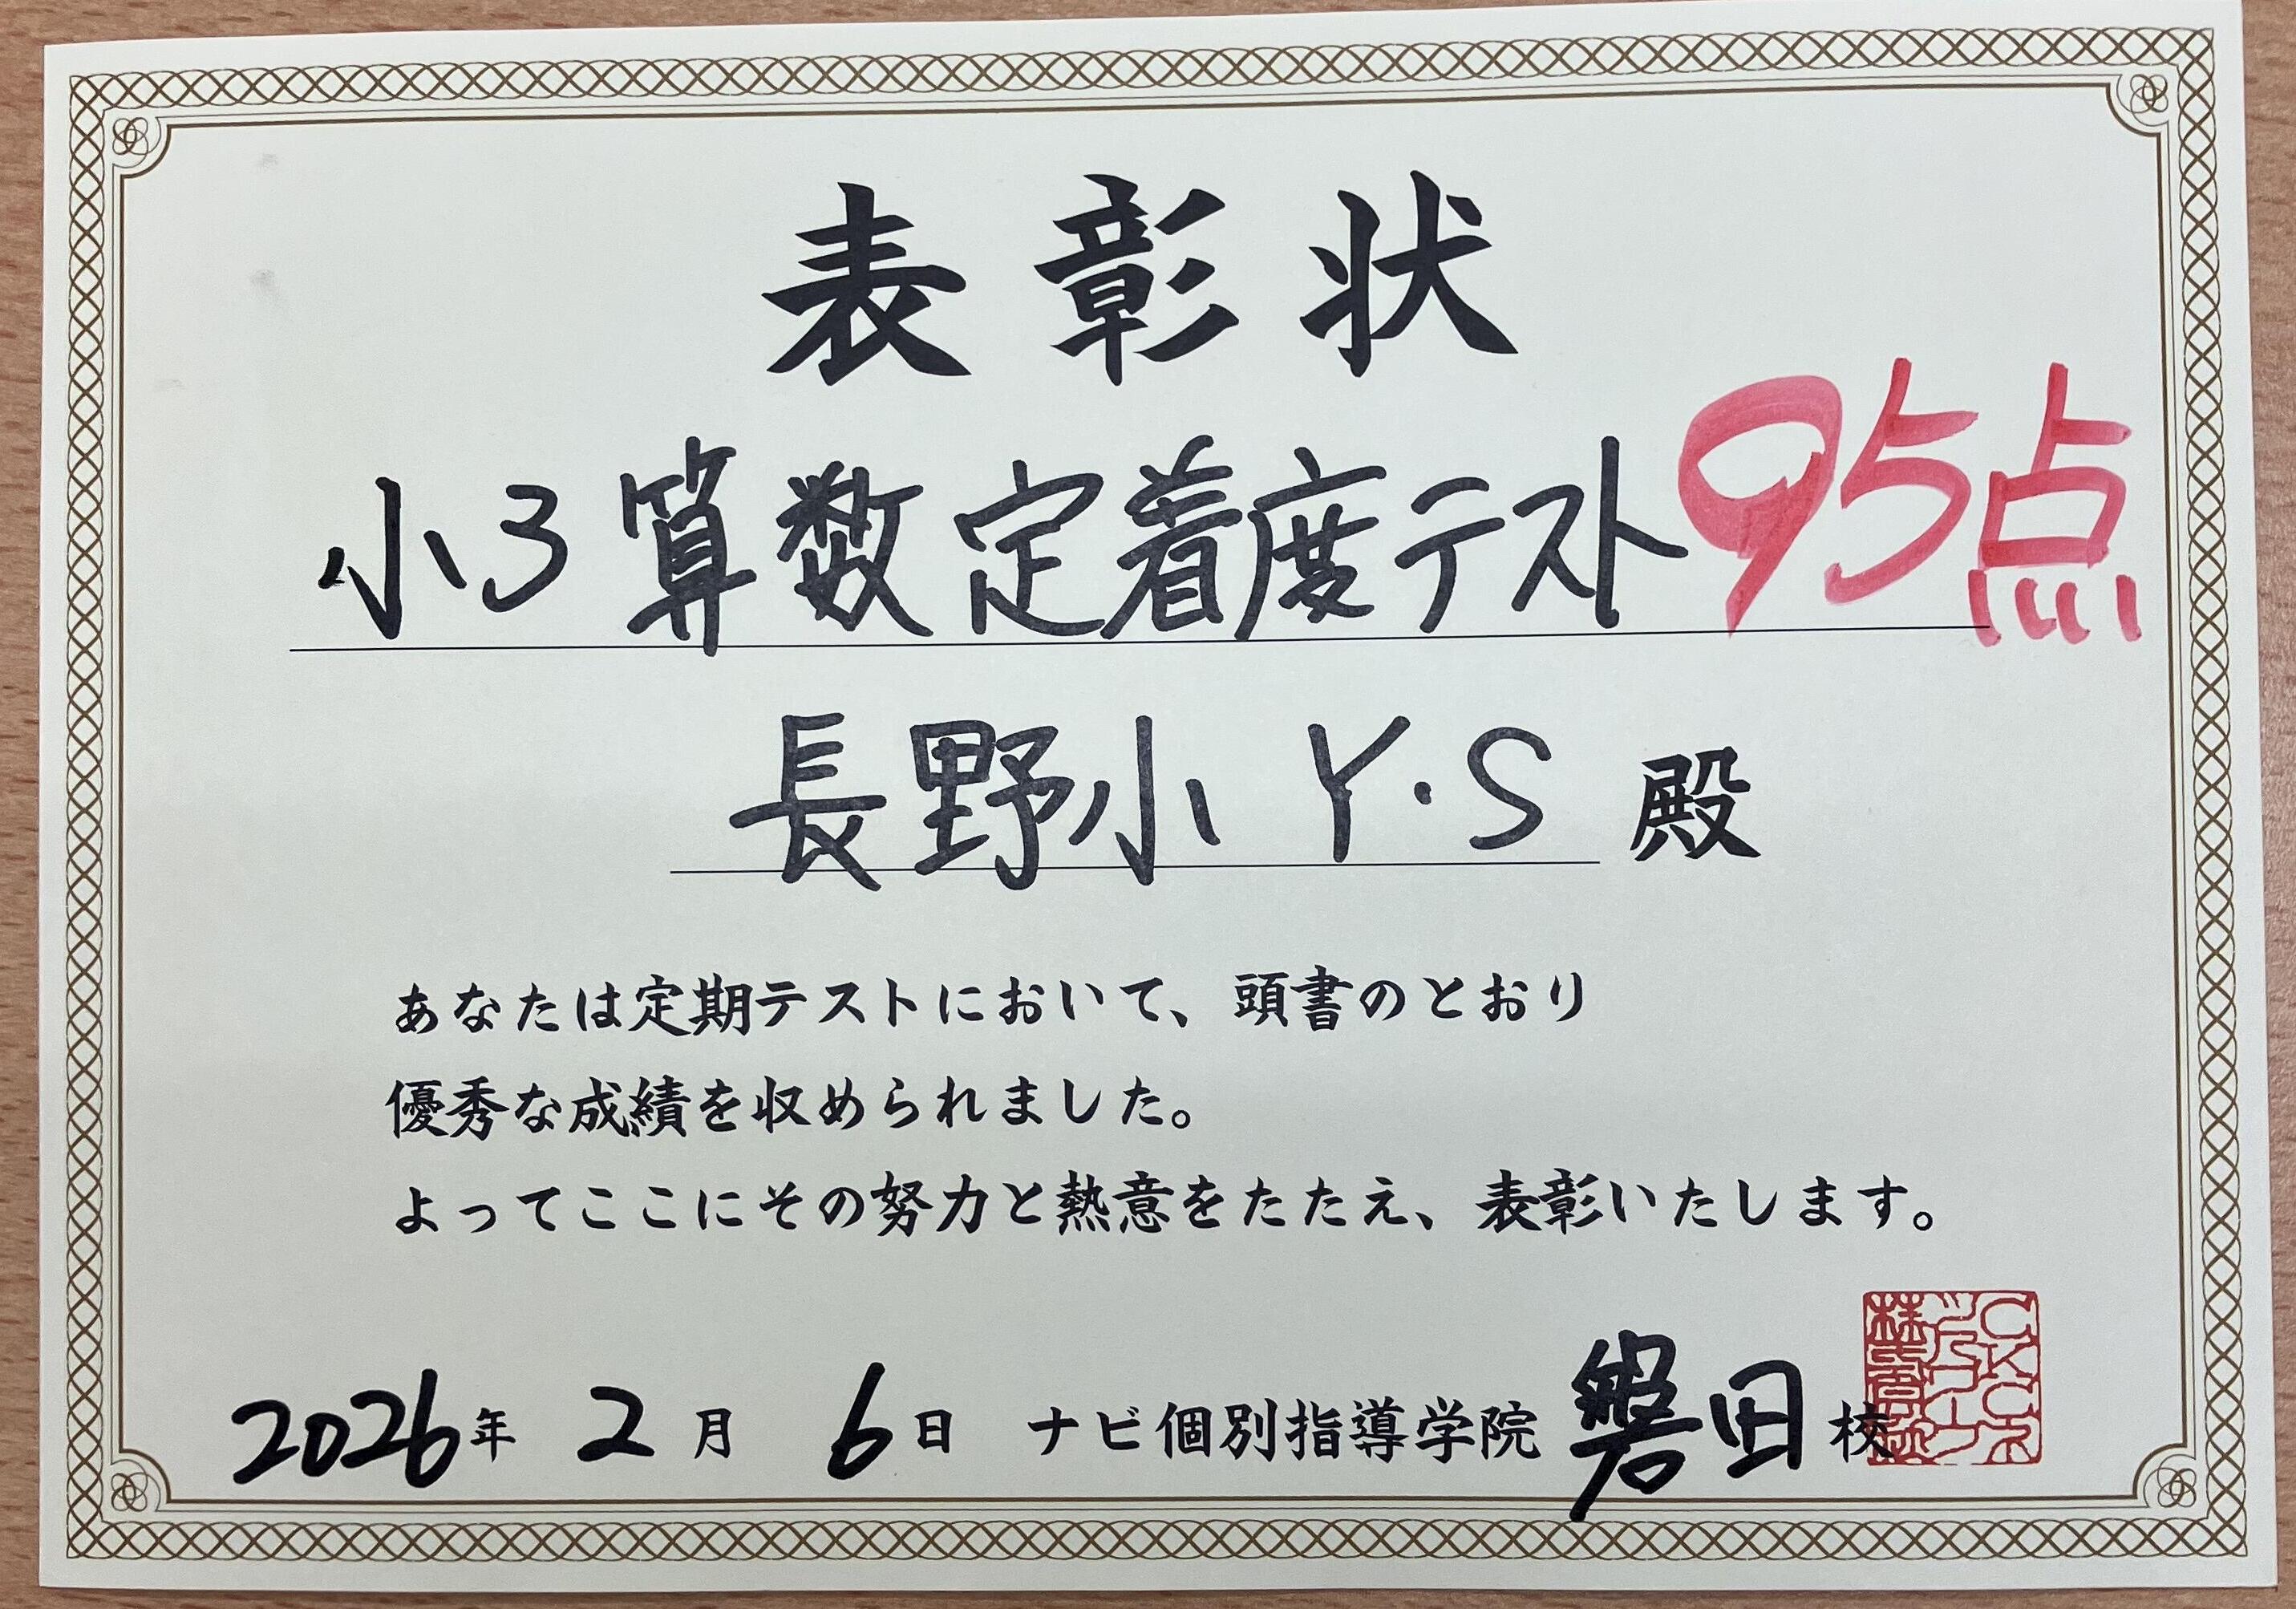 表彰状
小3 算数 定着度テスト 95点
長野小 Y・S 殿
あなたは定期テストにおいて、頭書のとおり
優秀な成績を収められました。
よってここにその努力と熱意をたたえ、表彰いたします。
2026年 2月 6日 ナビ個別指導学院 磐田校